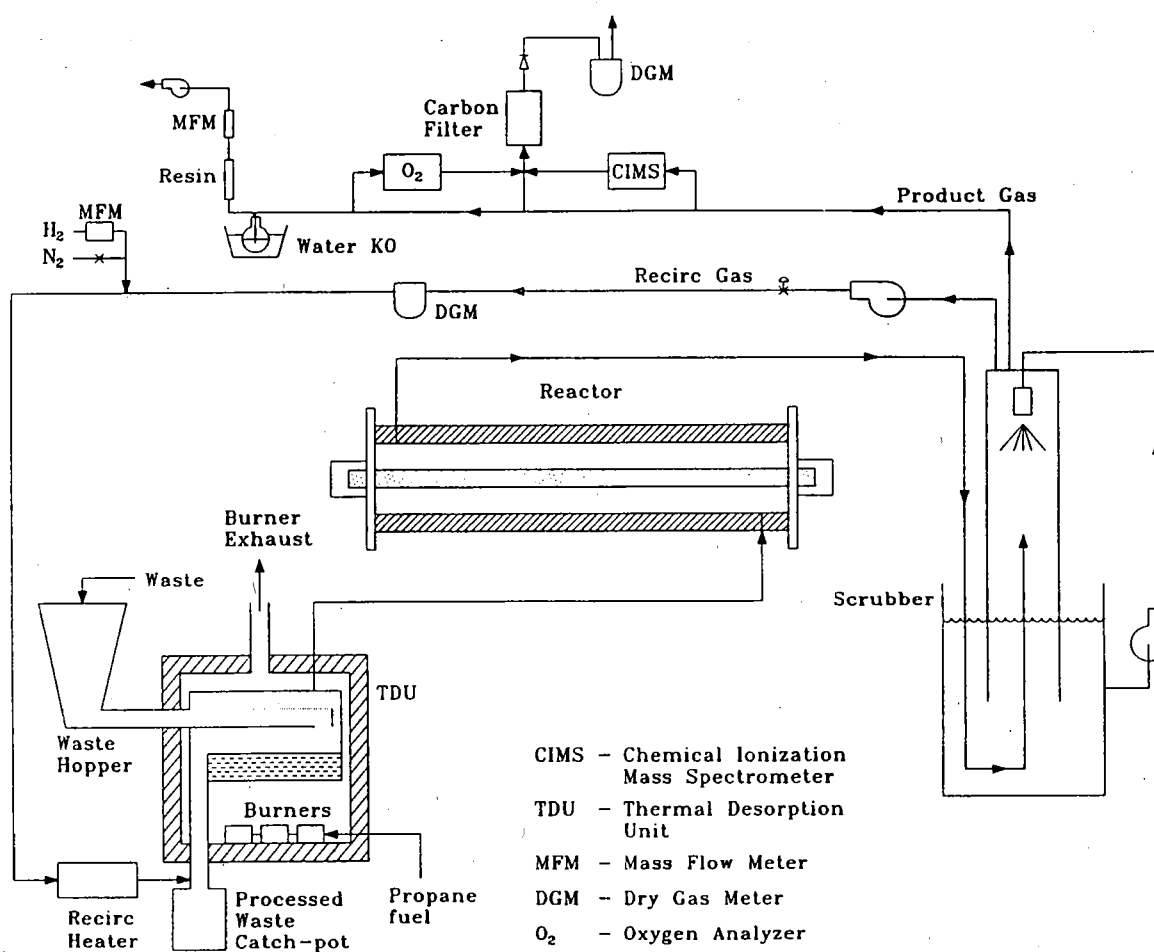 DGM
Carbon
Filter
MFM
O₂
CIMS
Resin
Product Gas
MFM
H₂
Water KO
N₂
Recirc Gas
DGM
Reactor
Burner
Exhaust
Waste
Scrubber
TDU
Waste
Hopper
CIMS – Chemical Ionization
Mass Spectrometer
Burners
TDU – Thermal Desorption
Unit
MFM – Mass Flow Meter
Propane
fuel
Processed
Waste
Catch-pot
DGM – Dry Gas Meter
Recirc
Heater
O₂ – Oxygen Analyzer